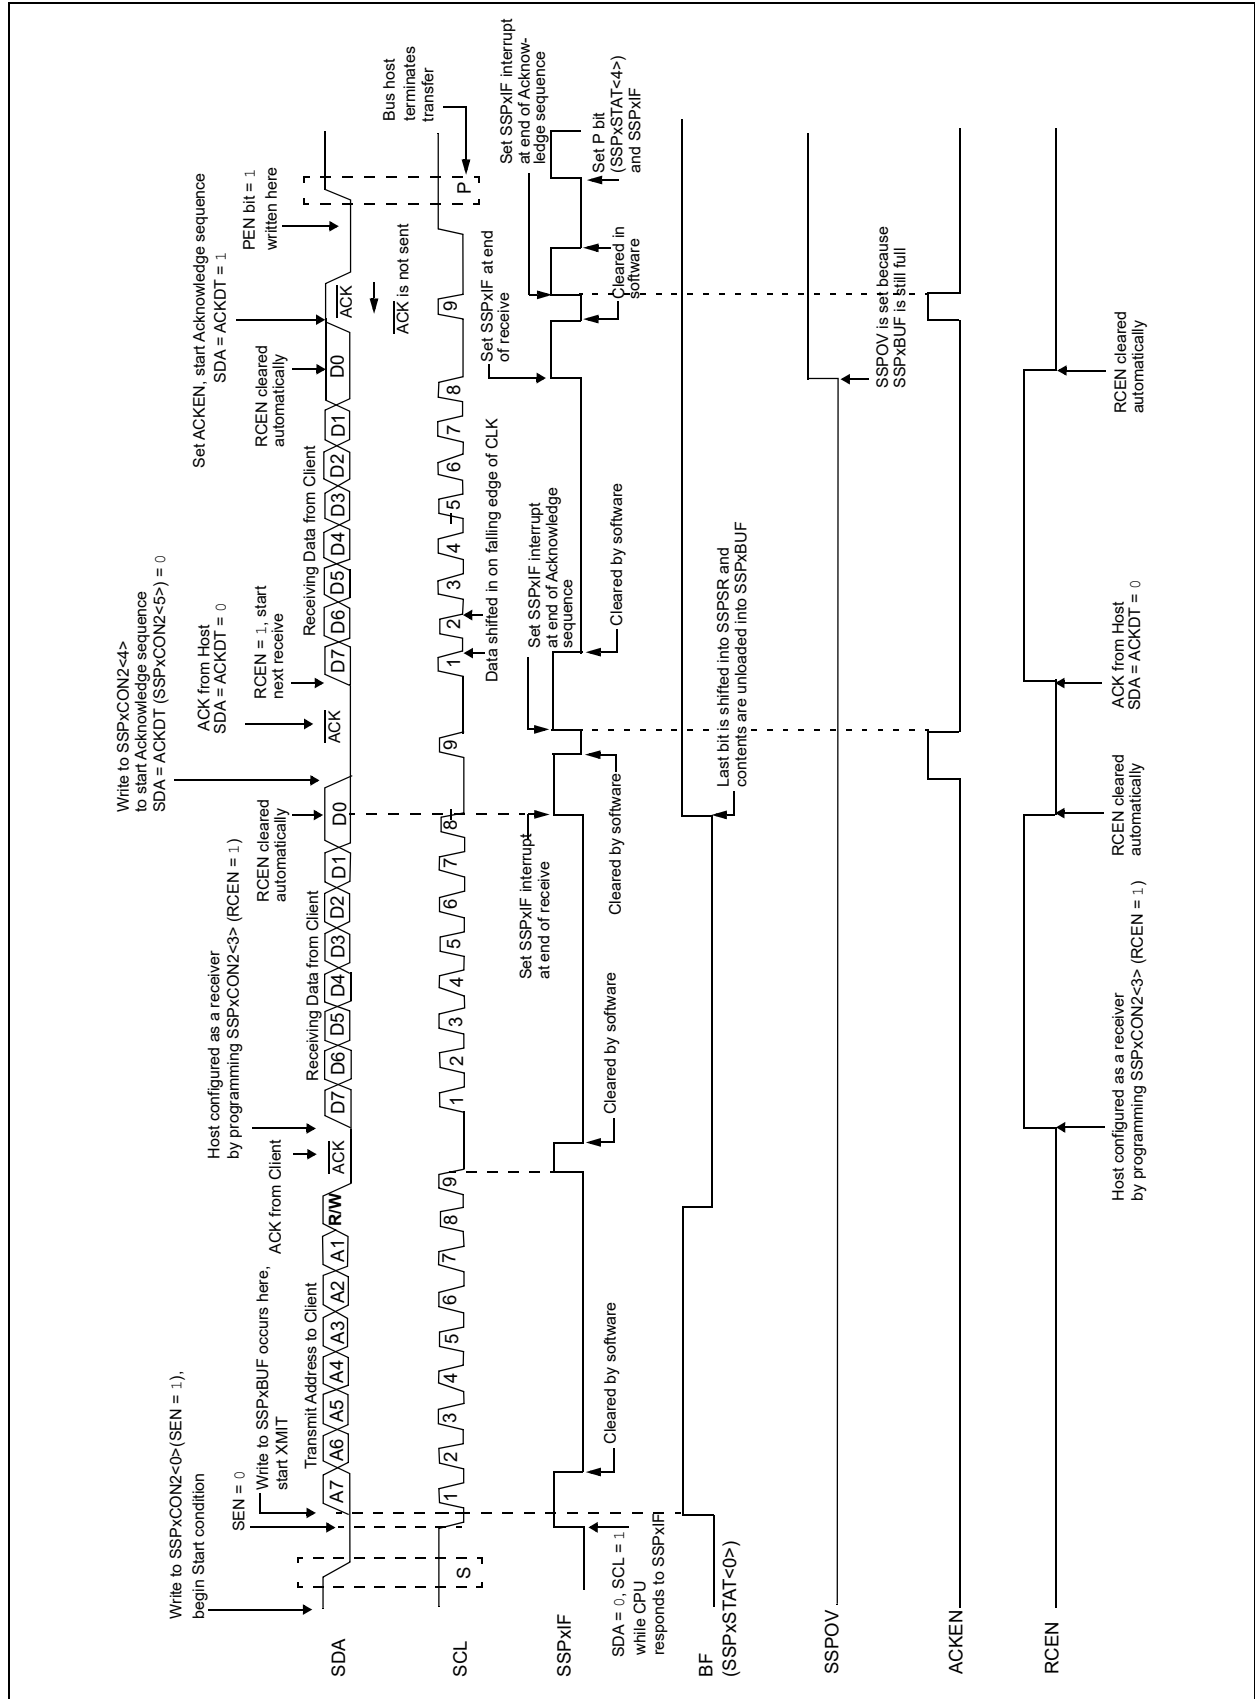 Write to SSPxCON2<0>(SEN = 1),
begin Start condition
SEN = 0
Write to SSPxBUF occurs here,
start XMIT
ACK from Client
Host configured as a receiver
by programming SSPxCON2<3> (RCEN = 1)
RCEN cleared
automatically
Write to SSPxCON2<4>
to start Acknowledge sequence
SDA = ACKDT (SSPxCON2<5>) = 0
ACK from Host
SDA = ACKDT = 0
RCEN = 1, start
next receive
RCEN cleared
automatically
Set ACKEN, start Acknowledge sequence
SDA = ACKDT = 1
PEN bit = 1
written here
Transmit Address to Client
Receiving Data from Client
Receiving Data from Client
SDA
A7 A6 A5 A4 A3 A2 A1 R/W ACK D7 D6 D5 D4 D3 D2 D1 D0 ACK D7 D6 D5 D4 D3 D2 D1 D0 ACK
ACK is not sent
Bus host
terminates
transfer
SCL
S 1 2 3 4 5 6 7 8 9 1 2 3 4 5 6 7 8 9 1 2 3 4 5 6 7 8 9 P
Data shifted in on falling edge of CLK
Set SSPxIF interrupt
at end of receive
Set SSPxIF interrupt
at end of Acknowledge
sequence
Set SSPxIF at end
of receive
Set SSPxIF interrupt
at end of Acknow-
ledge sequence
SSPxIF
SDA = 0, SCL = 1
while CPU
responds to SSPxIF
Cleared by software
Cleared by software
Cleared by software
Cleared by software
Cleared in
software
Set P bit
(SSPxSTAT<4>)
and SSPxIF
BF
(SSPxSTAT<0>)
Last bit is shifted into SSPSR and
contents are unloaded into SSPxBUF
SSPOV
SSPOV is set because
SSPxBUF is still full
ACKEN
RCEN
Host configured as a receiver
by programming SSPxCON2<3> (RCEN = 1)
RCEN cleared
automatically
ACK from Host
SDA = ACKDT = 0
RCEN cleared
automatically